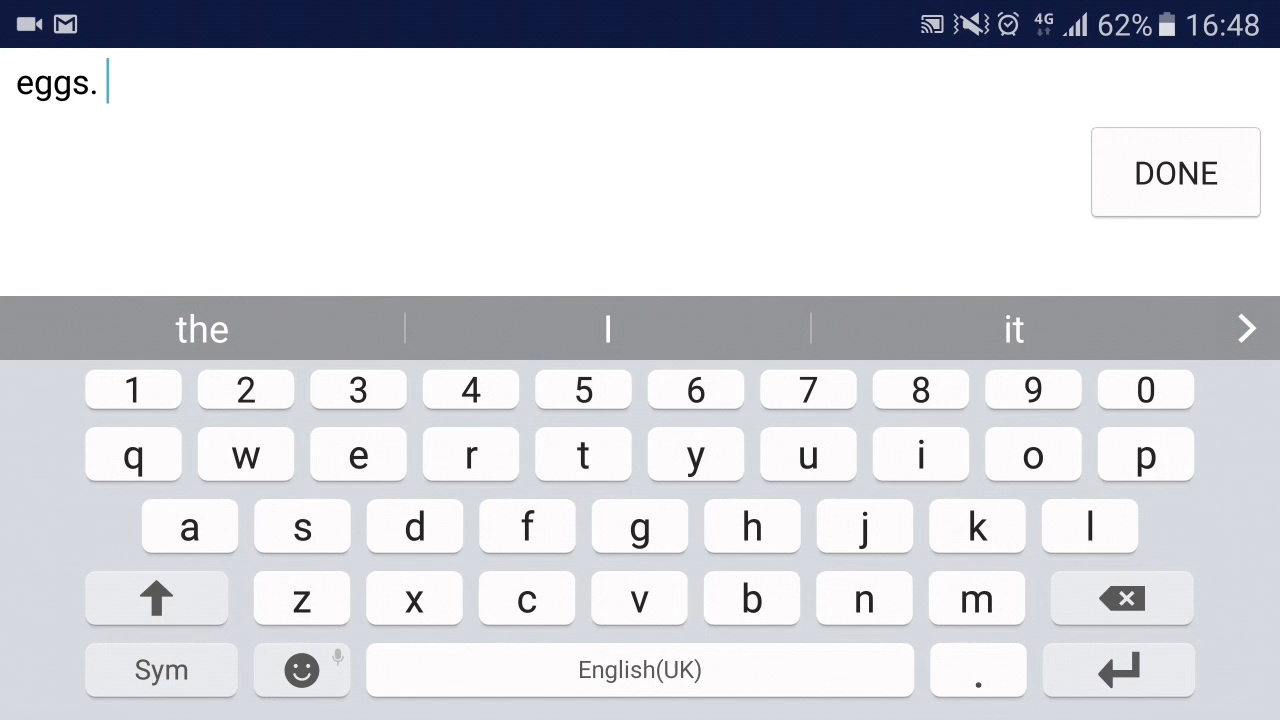 4G 62% 16:48
eggs.
DONE
the I it
1 2 3 4 5 6 7 8 9 0
q w e r t y u i o p
a s d f g h j k l
z x c v b n m
Sym English(UK) .